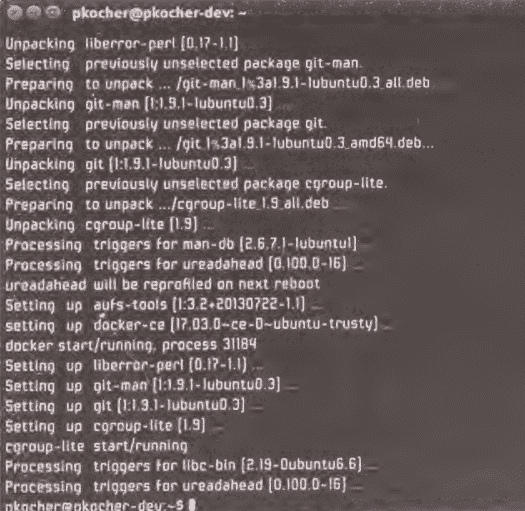 pkocher@pkocher-dev: ~
Unpacking liberror-perl [0.17-1.1]
Selecting previously unselected package git-man.
Preparing to unpack ... /git-man_1%3a1.9.1-1ubuntu0.3_all.deb
Unpacking git-man [1:1.9.1-1ubuntu0.3]
Selecting previously unselected package git.
Preparing to unpack ... /git_1%3a1.9.1-1ubuntu0.3_amd64.deb...
Unpacking git [1:1.9.1-1ubuntu0.3]
Selecting previously unselected package cgroup-lite.
Preparing to unpack .../cgroup-lite_1.9_all.deb ...
Unpacking cgroup-lite [1.9] ...
Processing triggers for man-db [2.6.7.1-1ubuntu1]
Processing triggers for ureadahead [0.100.0-16] ...
ureadahead will be reprofiled on next reboot
Setting up aufs-tools [1:3.2+20130722-1.1] ...
setting up docker-ce [17.03.0~ce-0~ubuntu-trusty] ...
docker start/running, process 31184
Setting up liberror-perl [0.17-1.1] ...
Setting up git-man [1:1.9.1-1ubuntu0.3] ...
Setting up git [1:1.9.1-1ubuntu0.3] ...
Setting up cgroup-lite [1.9] ...
cgroup-lite start/running
Processing triggers for libc-bin [2.19-0ubuntu6.6] ...
Processing triggers for ureadahead [0.100.0-16] ...
pkocher@pkocher-dev:~$